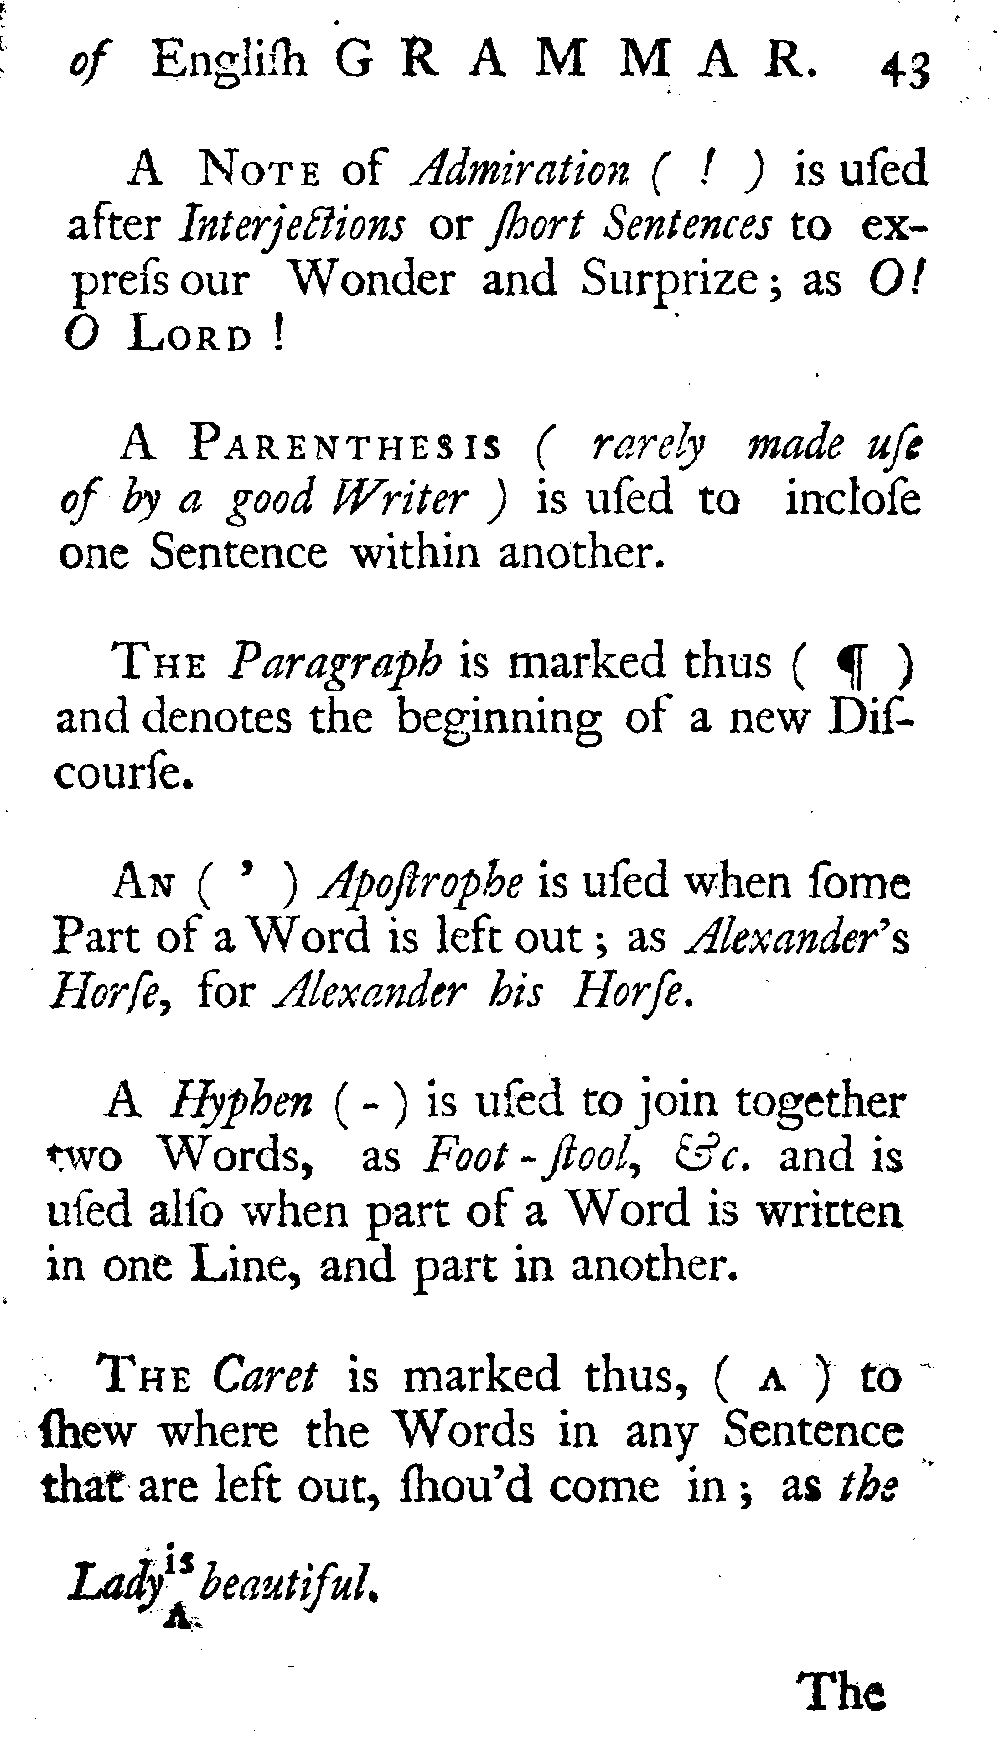 of Engliſh GRAMMAR. 43
A NOTE of Admiration ( ! ) is uſed
after Interjections or ſhort Sentences to ex-
preſs our Wonder and Surprize; as O!
O LORD !
A PARENTHESIS ( rarely made uſe
of by a good Writer ) is uſed to incloſe
one Sentence within another.
THE Paragraph is marked thus ( ¶ )
and denotes the beginning of a new Diſ-
courſe.
AN ( ’ ) Apoſtrophe is uſed when ſome
Part of a Word is left out; as Alexander’s
Horſe, for Alexander his Horſe.
A Hyphen ( - ) is uſed to join together
two Words, as Foot-ſtool, &c. and is
uſed alſo when part of a Word is written
in one Line, and part in another.
THE Caret is marked thus, ( ʌ ) to
ſhew where the Words in any Sentence
that are left out, ſhou’d come in; as the
is
Lady beautiful.
ʌ
The